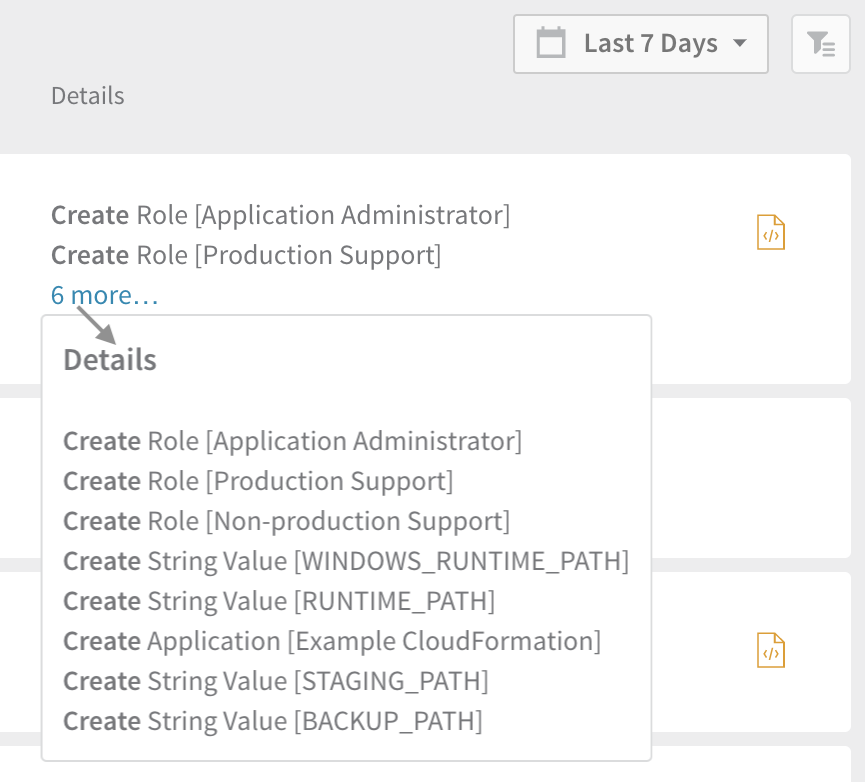 Last 7 Days
Details
Create Role [Application Administrator]
Create Role [Production Support]
6 more…
Details
Create Role [Application Administrator]
Create Role [Production Support]
Create Role [Non-production Support]
Create String Value [WINDOWS_RUNTIME_PATH]
Create String Value [RUNTIME_PATH]
Create Application [Example CloudFormation]
Create String Value [STAGING_PATH]
Create String Value [BACKUP_PATH]